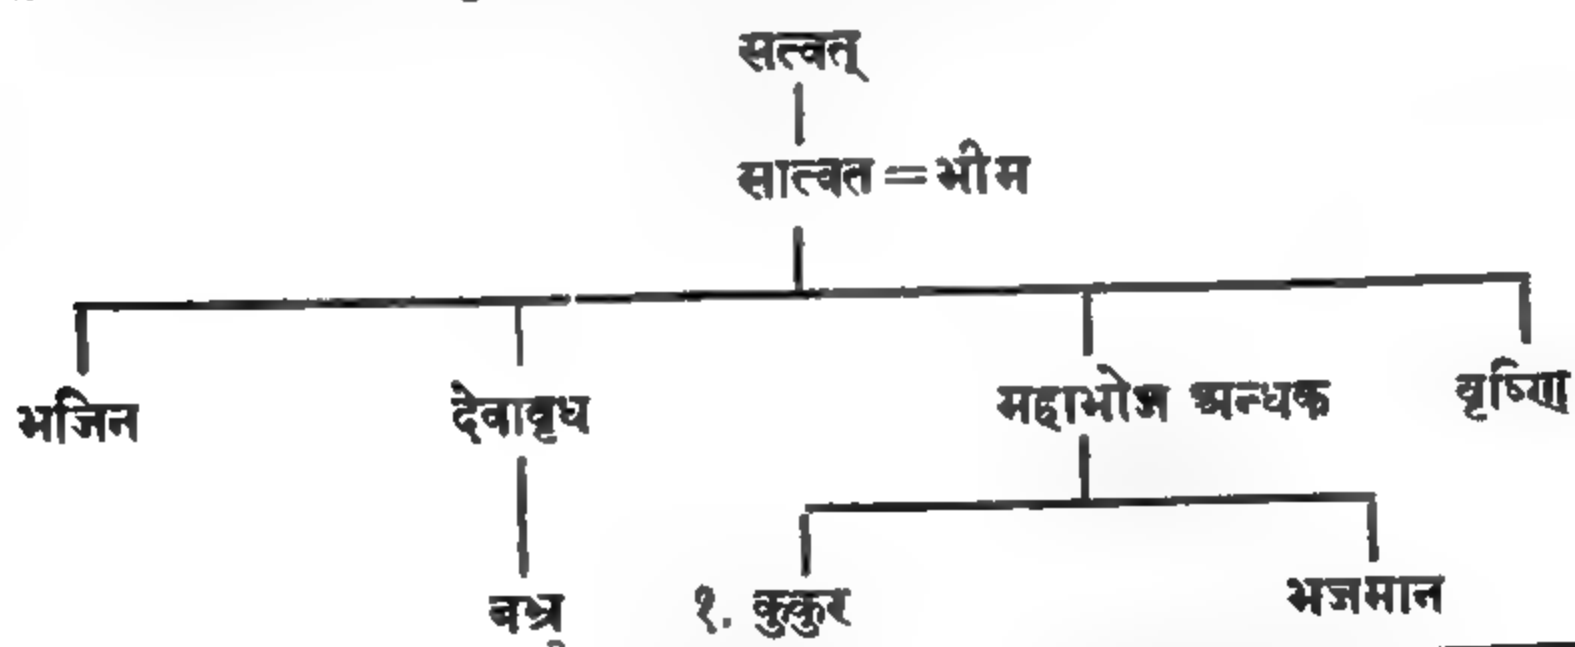 सत्वत्
सात्वत = भीम
भजिन देवावृध महाभोज अन्धक वृष्णि
बभ्रु १. कुकुर भजमान